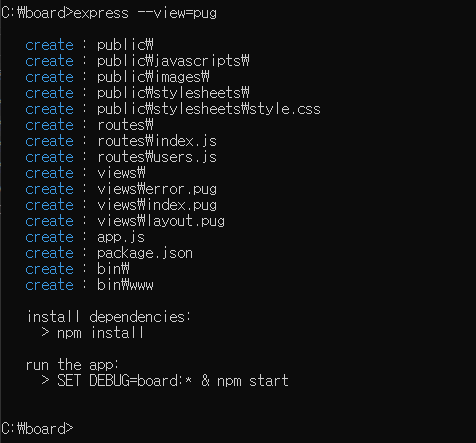 C:₩board>express --view=pug
create : public₩
create : public₩javascripts₩
create : public₩images₩
create : public₩stylesheets₩
create : public₩stylesheets₩style.css
create : routes₩
create : routes₩index.js
create : routes₩users.js
create : views₩
create : views₩error.pug
create : views₩index.pug
create : views₩layout.pug
create : app.js
create : package.json
create : bin₩
create : bin₩www
install dependencies:
> npm install
run the app:
> SET DEBUG=board:* & npm start
C:₩board>